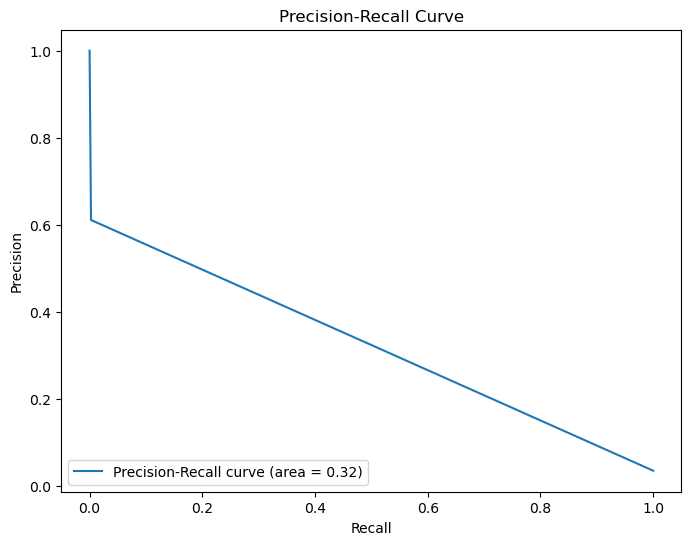 Precision-Recall Curve
1.0
0.8
0.6
0.4
0.2
0.0
Precision
Precision-Recall curve (area = 0.32)
0.0 0.2 0.4 0.6 0.8 1.0
Recall